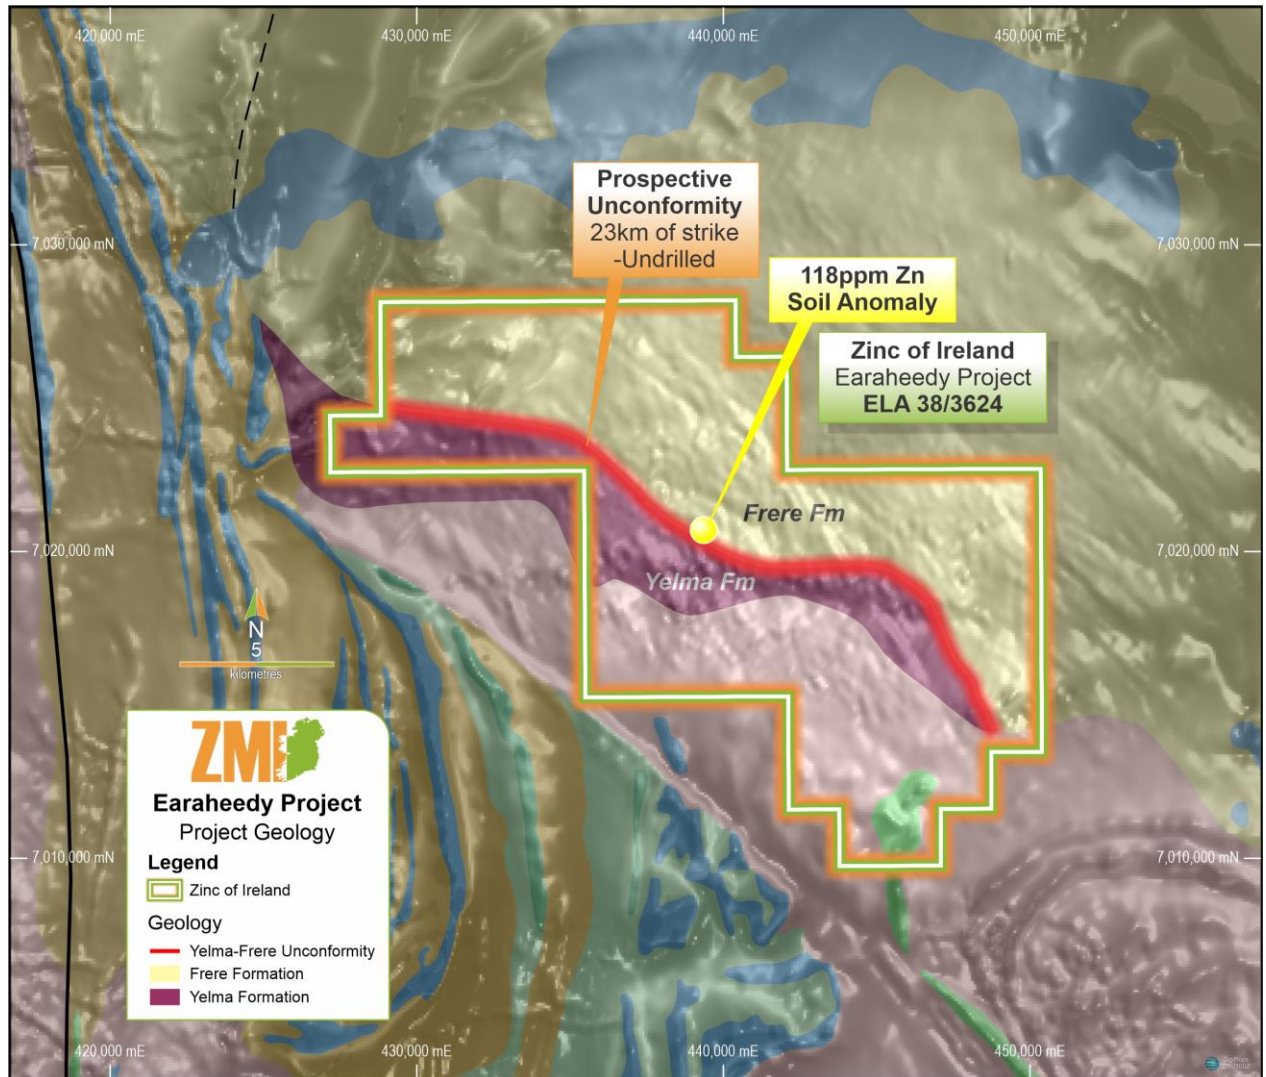 420,000 mE
430,000 mE
440,000 mE
450,000 mE
Prospective
Unconformity
23km of strike
-Undrilled
7,030,000 mN
7,030,000 mN
118ppm Zn
Soil Anomaly
Zinc of Ireland
Earaheedy Project
ELA 38/3624
Frere Fm
7,020,000 mN
7,020,000 mN
Yelma Fm
N
5
kilometres
ZMI
Earaheedy Project
Project Geology
Legend
Zinc of Ireland
Geology
Yelma-Frere Unconformity
Frere Formation
Yelma Formation
7,010,000 mN
7,010,000 mN
420,000 mE
430,000 mE
440,000 mE
450,000 mE